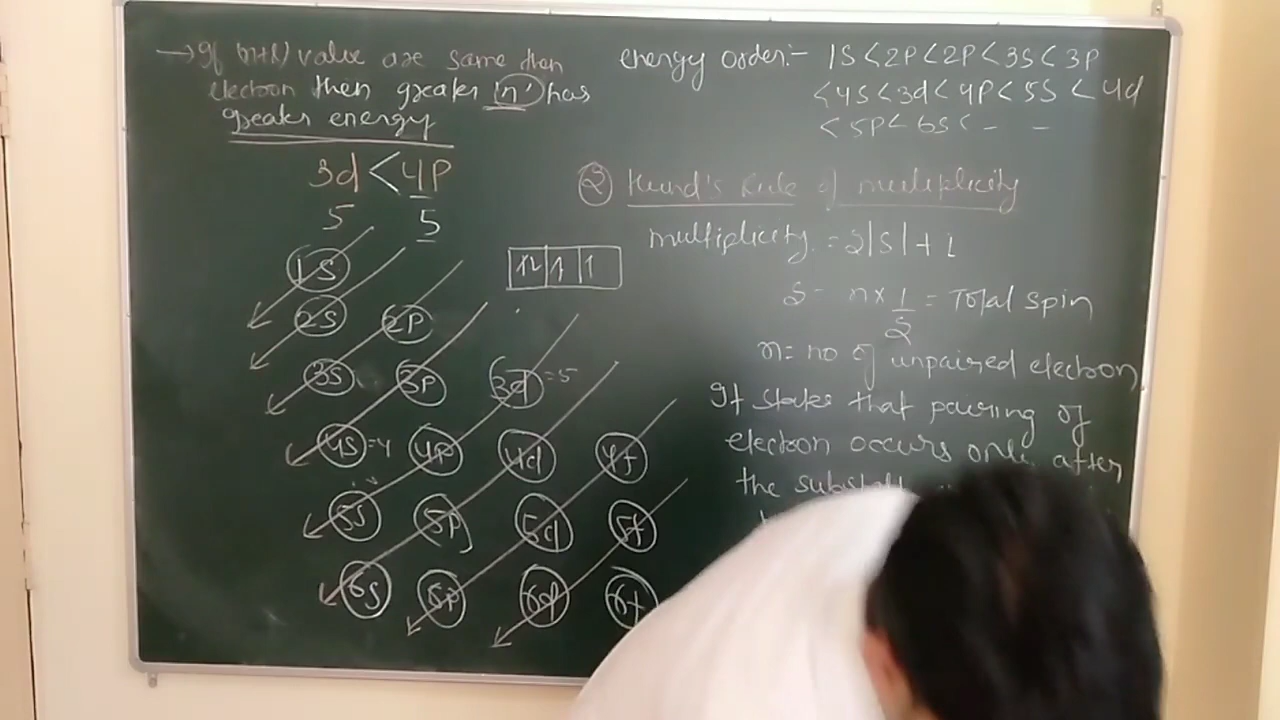 → If (n+l) value are same then
electron then greater 'n' has
greater energy
3d < 4P
5 5
1S
2S 2P
3S 3P 3d = 5
4S = 4 4P 4d 4f
5S 5P 5d 5f
6S 6P 6d 6f
energy order:- 1S < 2P < 2P < 3S < 3P
< 4S < 3d < 4P < 5S < 4d
< 5P < 6S < - -
② Hund's Rule of multiplicity
multiplicity = 2|S| + 1
S = n × 1/2 = Total spin
n = no of unpaired electron
It states that pairing of
electron occurs only after
the subshell